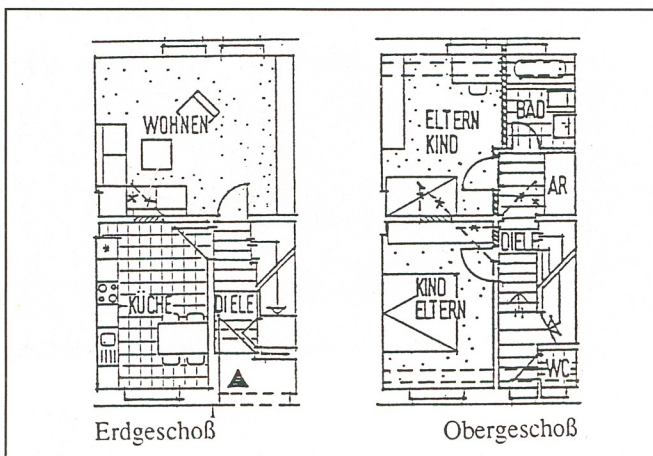 WOHNEN
KÜCHE
DIELE
Erdgeschoß
ELTERN
KIND
BAD
AR
DIELE
KIND
ELTERN
WC
Obergeschoß